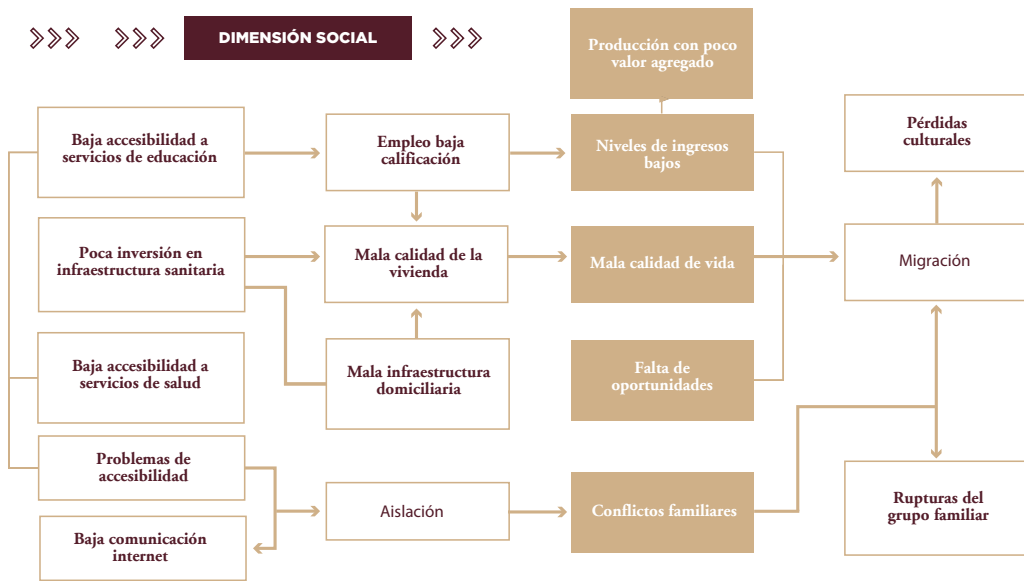 DIMENSIÓN SOCIAL
Producción con poco
valor agregado
Baja accesibilidad a
servicios de educación
Empleo baja
calificación
Niveles de ingresos
bajos
Pérdidas
culturales
Poca inversión en
infraestructura sanitaria
Mala calidad de la
vivienda
Mala calidad de vida
Migración
Baja accesibilidad a
servicios de salud
Mala infraestructura
domiciliaria
Falta de
oportunidades
Problemas de
accesibilidad
Aislación
Conflictos familiares
Rupturas del
grupo familiar
Baja comunicación
internet